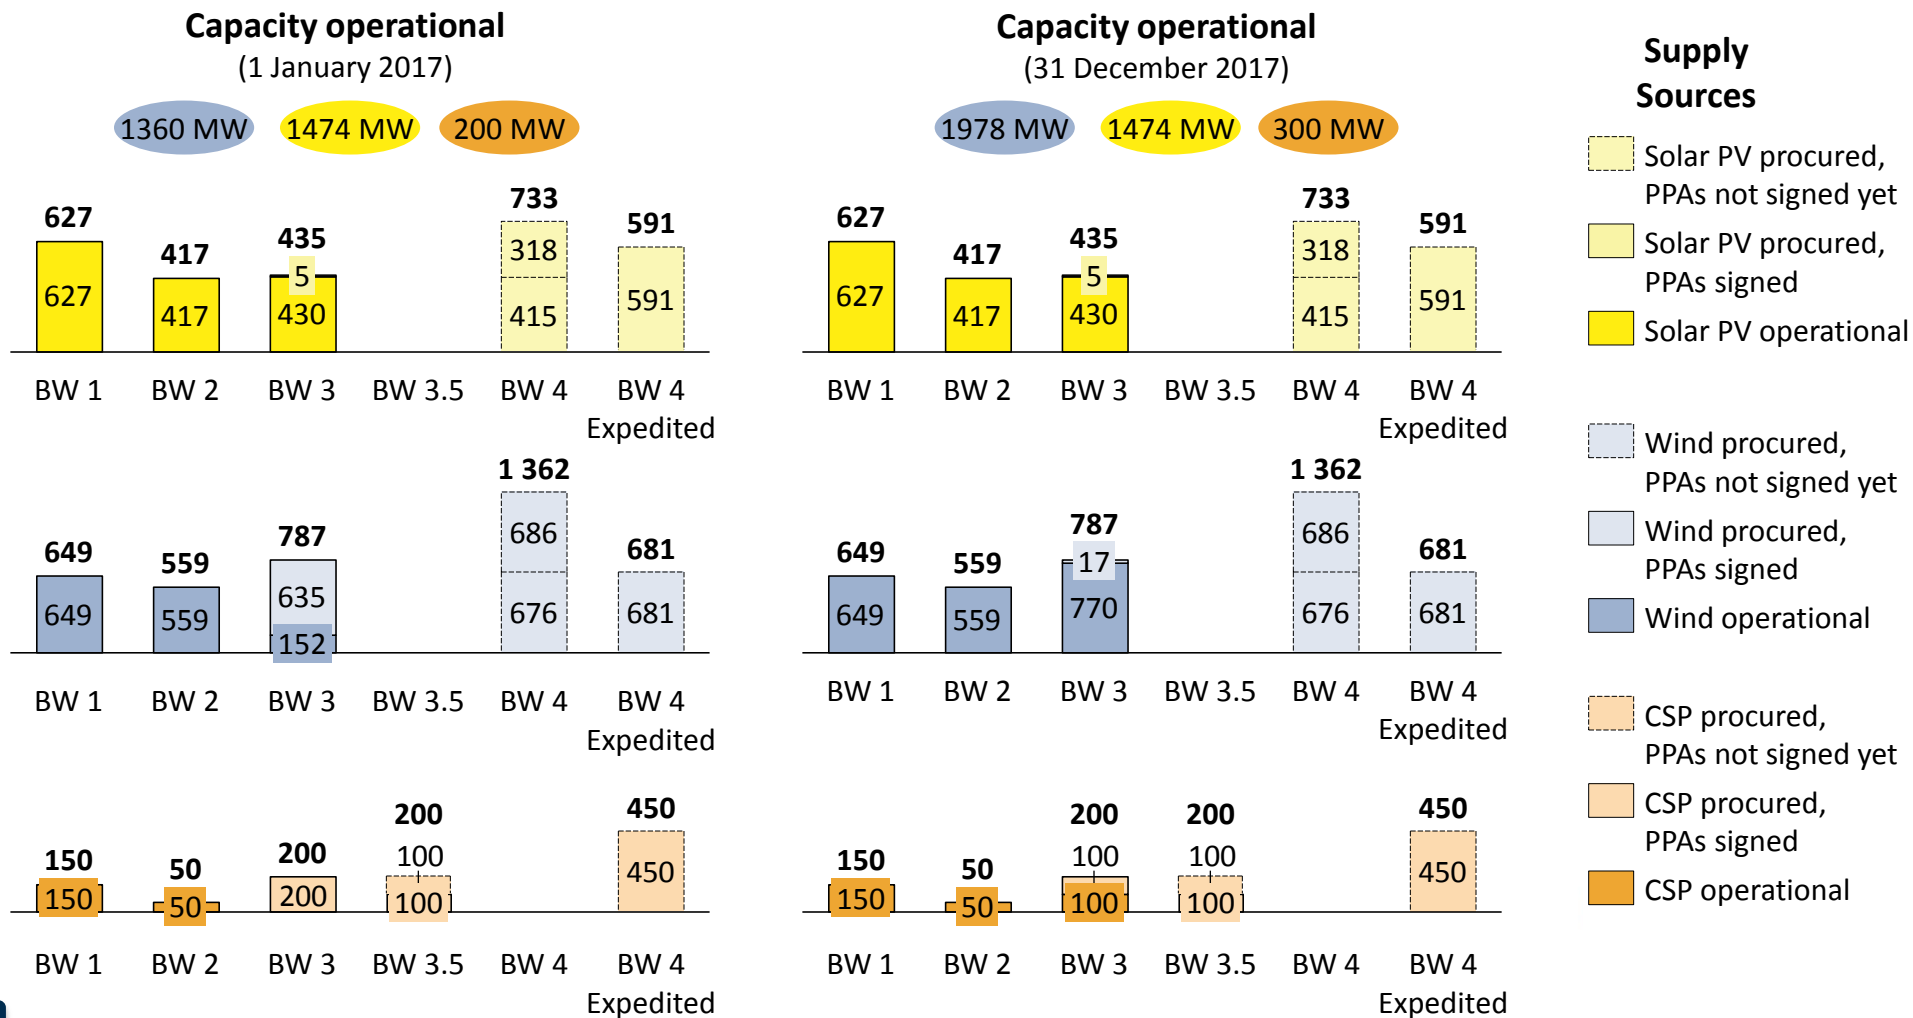 Capacity operational
(1 January 2017)
1360 MW 1474 MW 200 MW
627 417 435 733 591
627 417 5 430 318 415 591
BW 1 BW 2 BW 3 BW 3.5 BW 4 BW 4
Expedited
649 559 787 1 362 681
649 559 635 152 686 676 681
BW 1 BW 2 BW 3 BW 3.5 BW 4 BW 4
Expedited
150 50 200 200 450
150 50 200 100 100 450
BW 1 BW 2 BW 3 BW 3.5 BW 4 BW 4
Expedited
Capacity operational
(31 December 2017)
1978 MW 1474 MW 300 MW
627 417 435 733 591
627 417 5 430 318 415 591
BW 1 BW 2 BW 3 BW 3.5 BW 4 BW 4
Expedited
649 559 787 1 362 681
649 559 17 770 686 676 681
BW 1 BW 2 BW 3 BW 3.5 BW 4 BW 4
Expedited
150 50 200 200 450
150 50 100 100 100 100 450
BW 1 BW 2 BW 3 BW 3.5 BW 4 BW 4
Expedited
Supply
Sources
Solar PV procured,
PPAs not signed yet
Solar PV procured,
PPAs signed
Solar PV operational
Wind procured,
PPAs not signed yet
Wind procured,
PPAs signed
Wind operational
CSP procured,
PPAs not signed yet
CSP procured,
PPAs signed
CSP operational